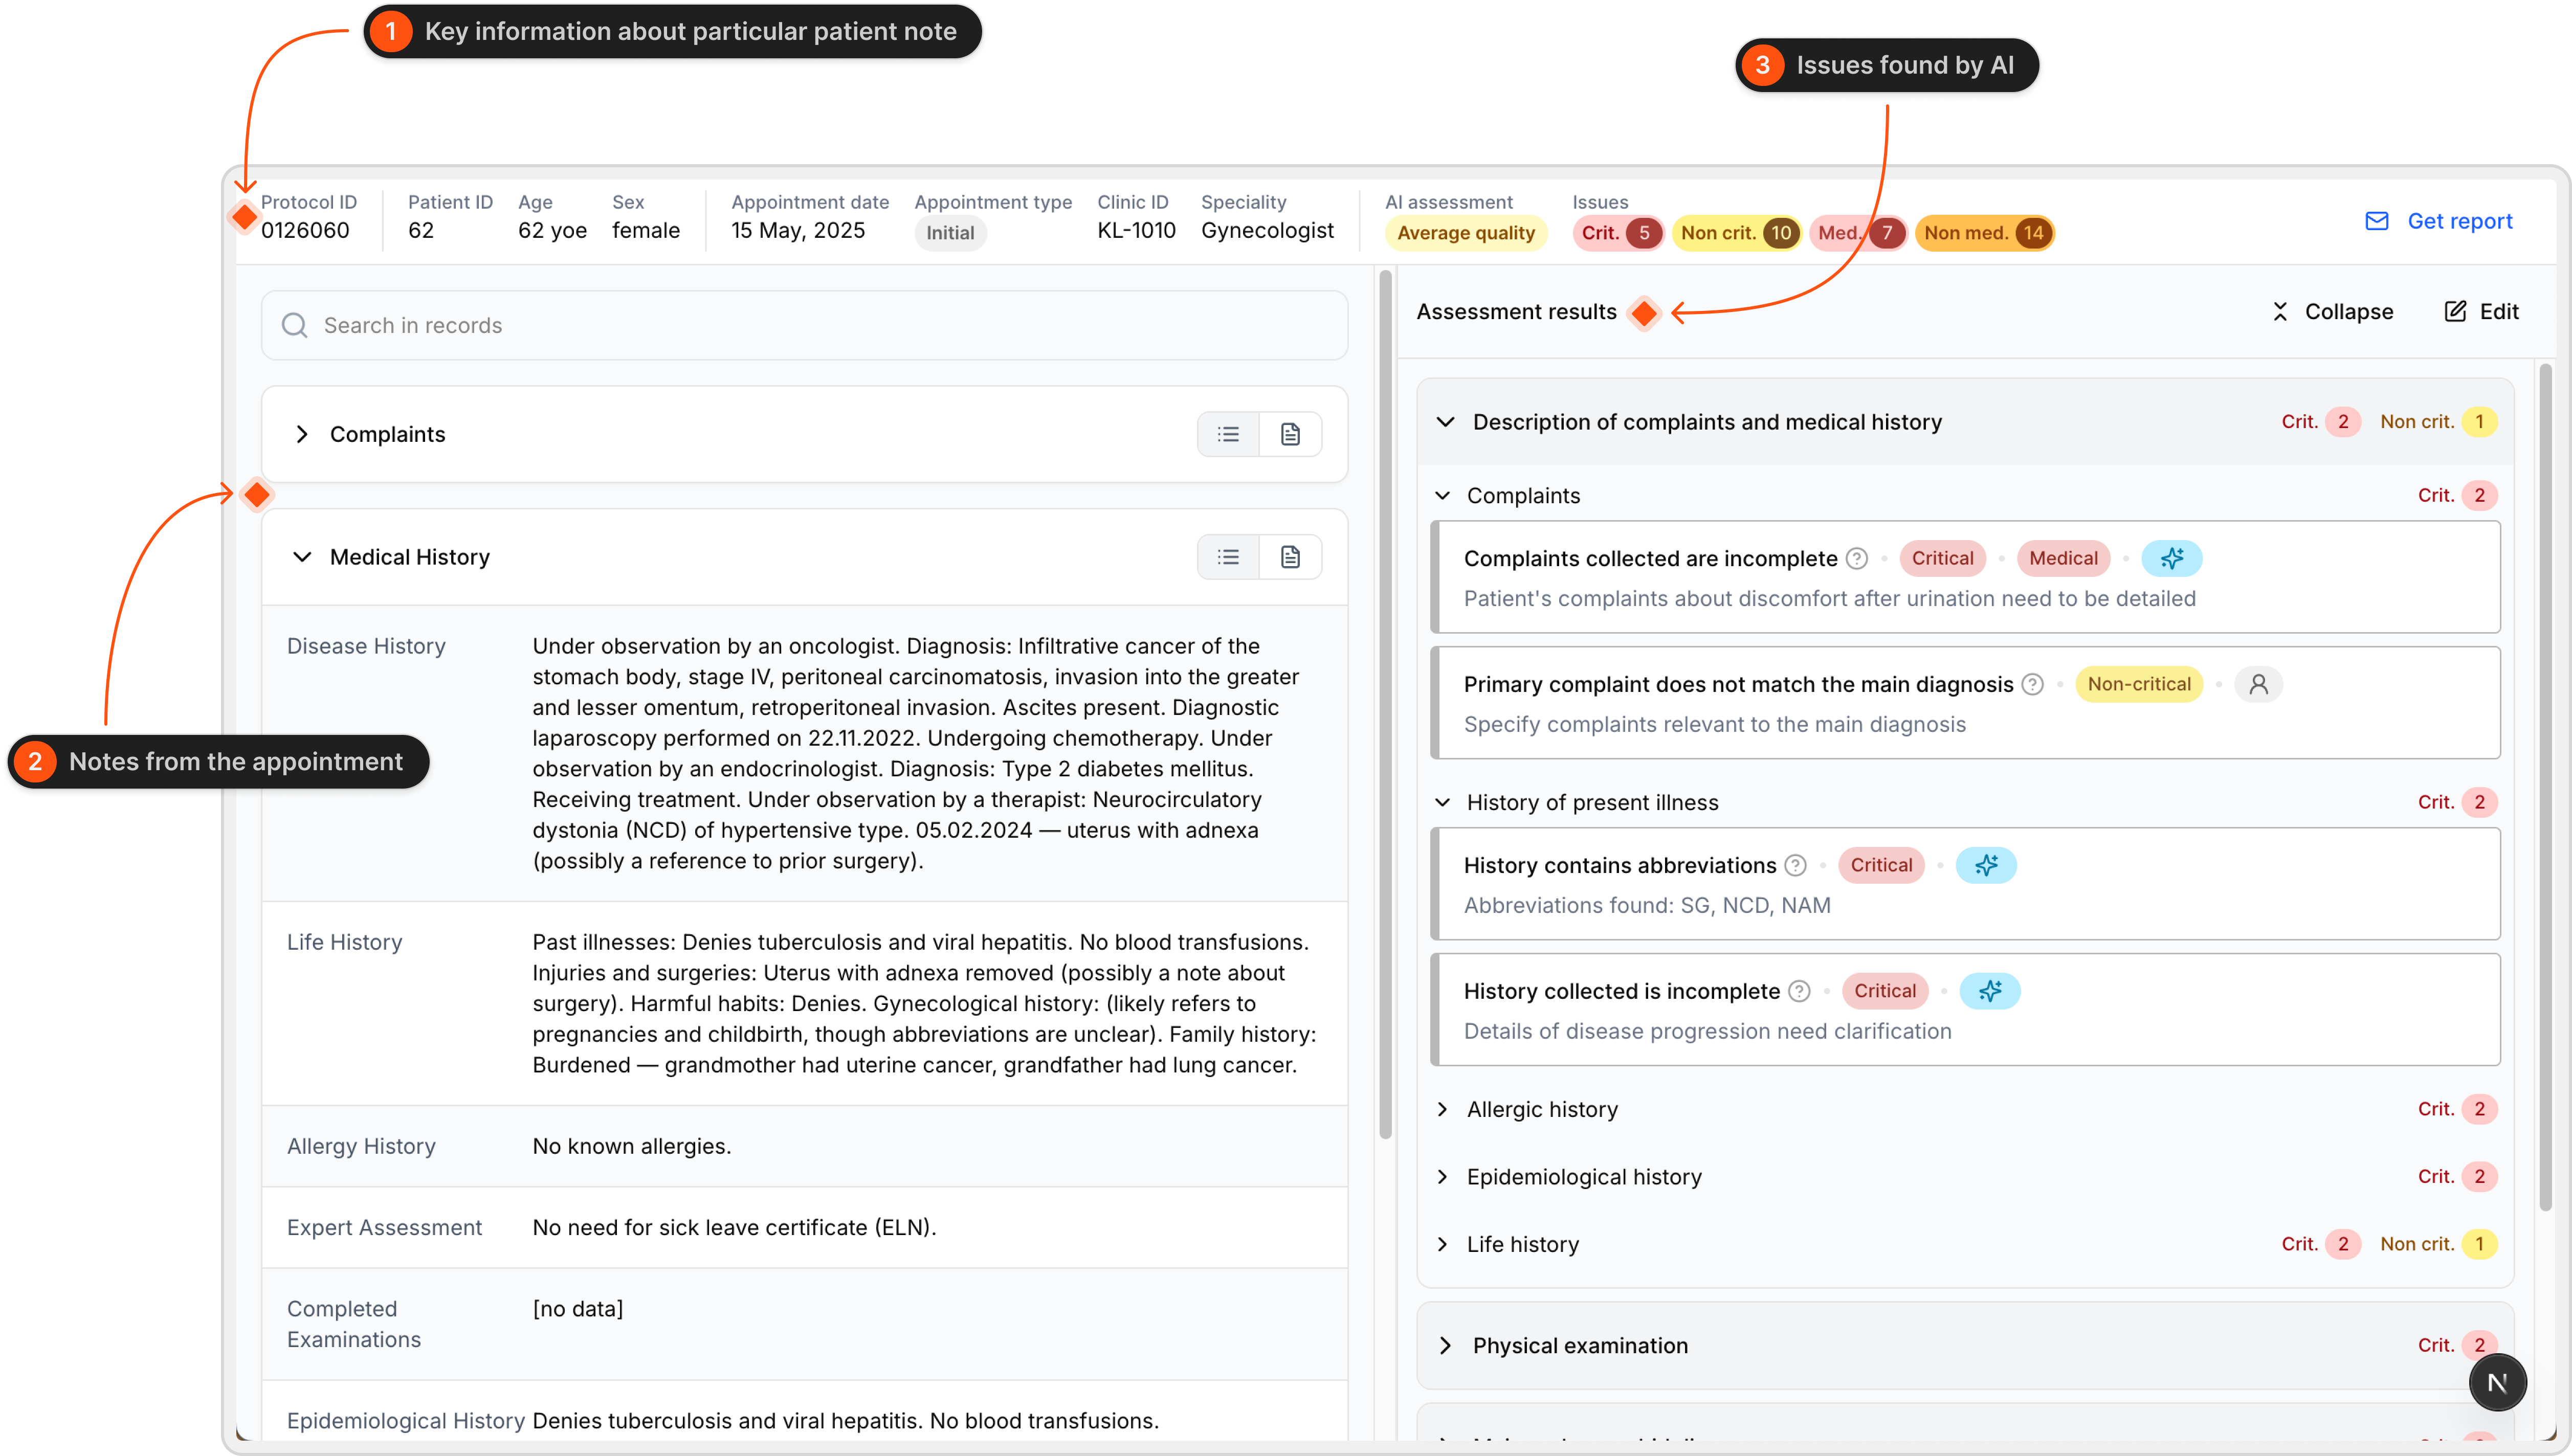 1 Key information about particular patient note
3 Issues found by AI
Protocol ID
0126060
Patient ID
62
Age
62 yoe
Sex
female
Appointment date
15 May, 2025
Appointment type
Initial
Clinic ID
KL-1010
Speciality
Gynecologist
AI assessment
Average quality
Issues
Crit. 5 Non crit. 10 Med. 7 Non med. 14
Get report
Search in records
Complaints
Medical History
2 Notes from the appointment
Disease History
Under observation by an oncologist. Diagnosis: Infiltrative cancer of the
stomach body, stage IV, peritoneal carcinomatosis, invasion into the greater
and lesser omentum, retroperitoneal invasion. Ascites present. Diagnostic
laparoscopy performed on 22.11.2022. Undergoing chemotherapy. Under
observation by an endocrinologist. Diagnosis: Type 2 diabetes mellitus.
Receiving treatment. Under observation by a therapist: Neurocirculatory
dystonia (NCD) of hypertensive type. 05.02.2024 — uterus with adnexa
(possibly a reference to prior surgery).
Life History
Past illnesses: Denies tuberculosis and viral hepatitis. No blood transfusions.
Injuries and surgeries: Uterus with adnexa removed (possibly a note about
surgery). Harmful habits: Denies. Gynecological history: (likely refers to
pregnancies and childbirth, though abbreviations are unclear). Family history:
Burdened — grandmother had uterine cancer, grandfather had lung cancer.
Allergy History
No known allergies.
Expert Assessment
No need for sick leave certificate (ELN).
Completed
Examinations
[no data]
Epidemiological History
Denies tuberculosis and viral hepatitis. No blood transfusions.
Assessment results
Collapse
Edit
Description of complaints and medical history Crit. 2 Non crit. 1
Complaints Crit. 2
Complaints collected are incomplete ? Critical Medical
Patient's complaints about discomfort after urination need to be detailed
Primary complaint does not match the main diagnosis ? Non-critical
Specify complaints relevant to the main diagnosis
History of present illness Crit. 2
History contains abbreviations ? Critical
Abbreviations found: SG, NCD, NAM
History collected is incomplete ? Critical
Details of disease progression need clarification
Allergic history Crit. 2
Epidemiological history Crit. 2
Life history Crit. 2 Non crit. 1
Physical examination Crit. 2
N